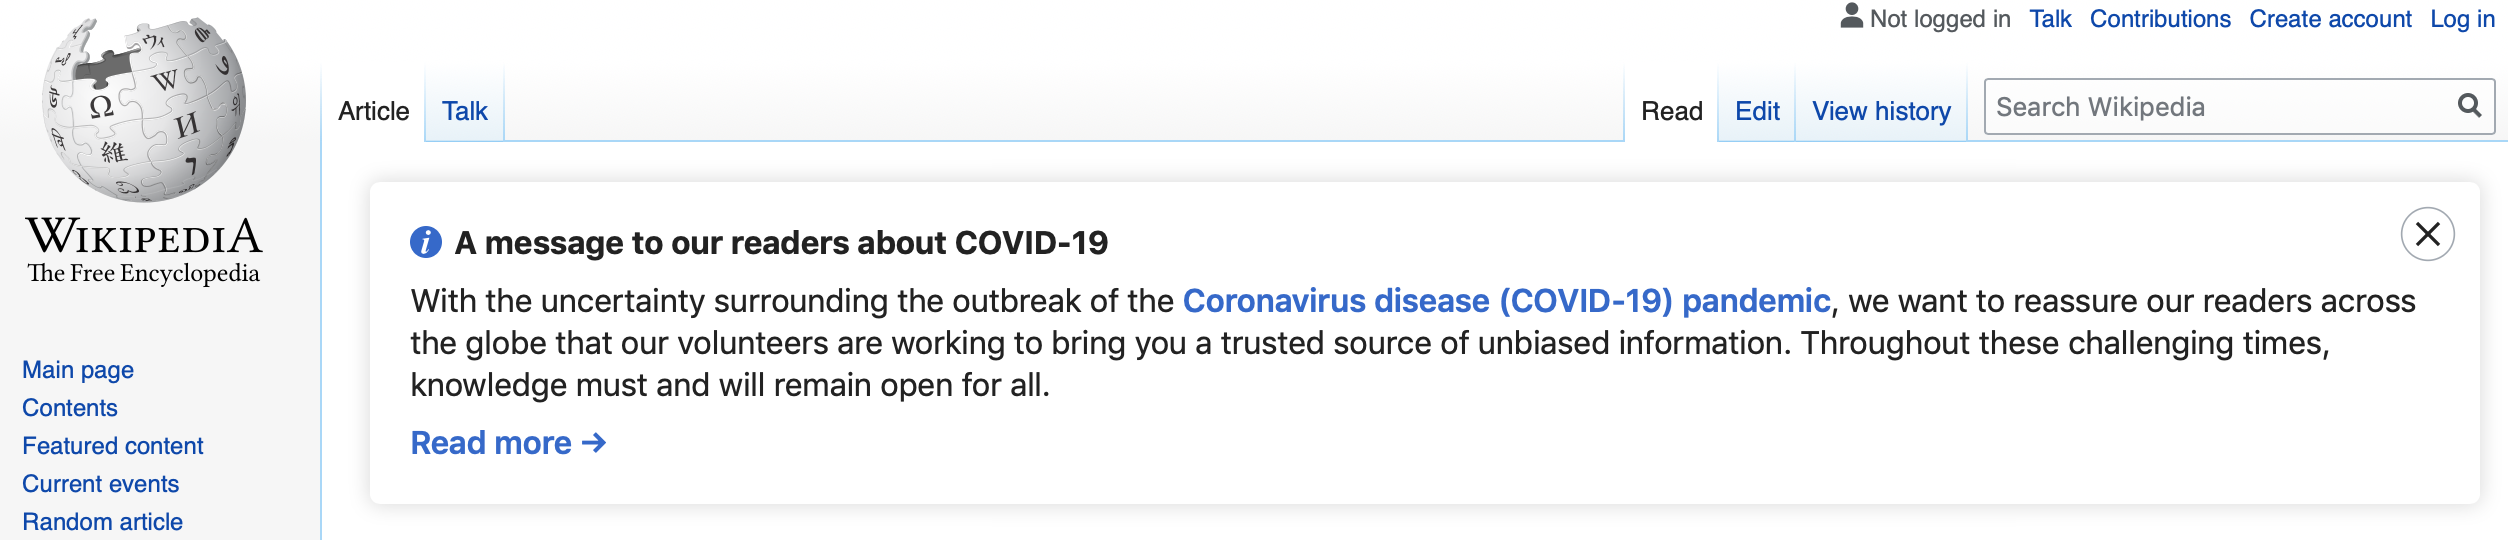 Not logged in Talk Contributions Create account Log in
Article Talk Read Edit View history Search Wikipedia
Ω W И 維 ウィ ו
WIKIPEDIA
The Free Encyclopedia
Main page
Contents
Featured content
Current events
Random article
A message to our readers about COVID-19
With the uncertainty surrounding the outbreak of the Coronavirus disease (COVID-19) pandemic, we want to reassure our readers across
the globe that our volunteers are working to bring you a trusted source of unbiased information. Throughout these challenging times,
knowledge must and will remain open for all.
Read more →